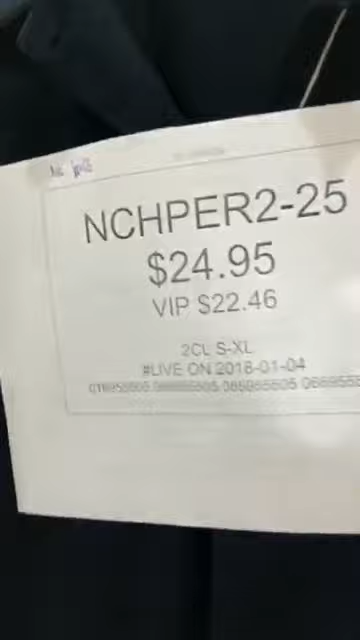 NCHPER2-25
$24.95
VIP $22.46
2CL S-XL
#LIVE ON 2018-01-04